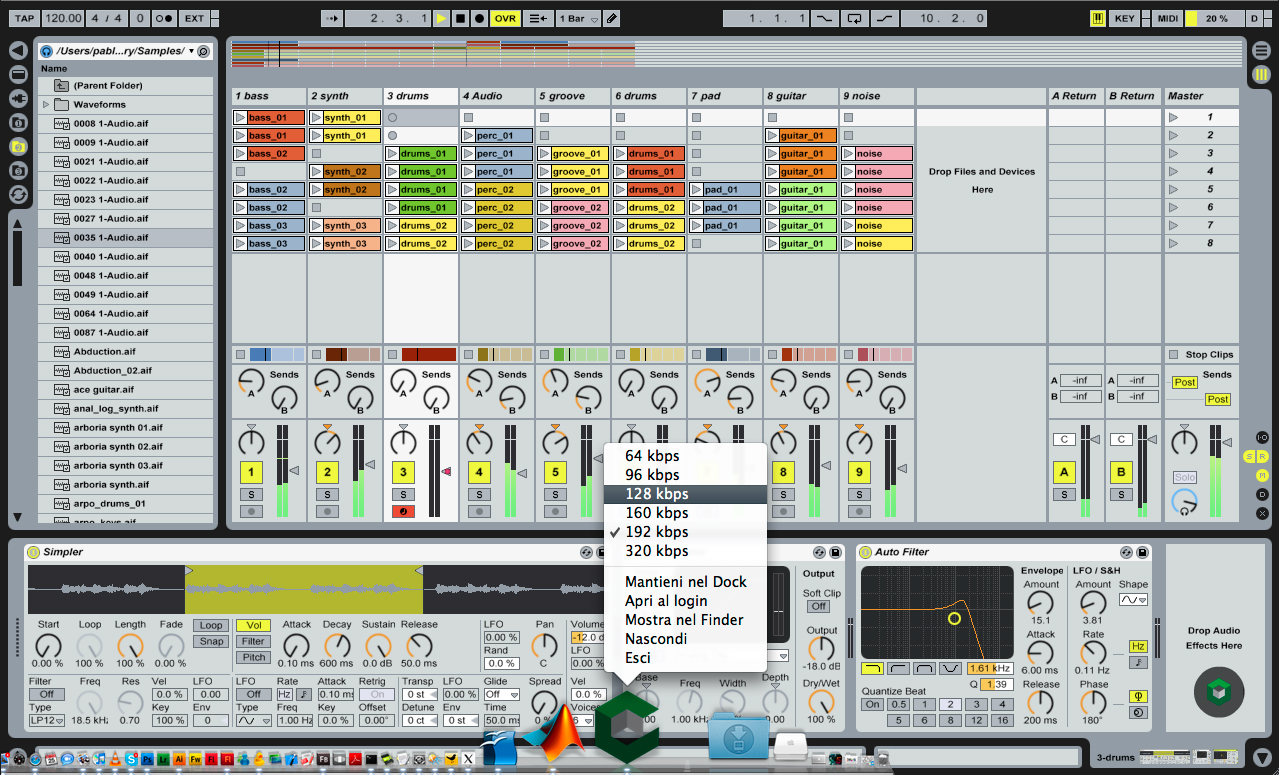 TAP 120.00 4 / 4 0 EXT 2. 3. 1 OVR 1 Bar 1. 1. 1 10. 2. 0 KEY MIDI 20 % D
/Users/pabl...ry/Samples/
Name
(Parent Folder)
Waveforms
0008 1-Audio.aif
0009 1-Audio.aif
0021 1-Audio.aif
0022 1-Audio.aif
0023 1-Audio.aif
0027 1-Audio.aif
0035 1-Audio.aif
0040 1-Audio.aif
0048 1-Audio.aif
0049 1-Audio.aif
0064 1-Audio.aif
0087 1-Audio.aif
Abduction.aif
Abduction_02.aif
ace guitar.aif
anal_log_synth.aif
arboria synth 01.aif
arboria synth 02.aif
arboria synth 03.aif
arboria synth.aif
arpo_drums_01
arpo_keys.aif
1 bass 2 synth 3 drums 4 Audio 5 groove 6 drums 7 pad 8 guitar 9 noise A Return B Return Master
bass_01 synth_01 1
bass_01 synth_01 perc_01 guitar_01 2
bass_02 drums_01 perc_01 groove_01 drums_01 guitar_01 noise 3
synth_02 drums_01 perc_01 groove_01 drums_01 guitar_01 noise 4
bass_02 synth_02 drums_01 perc_02 groove_01 drums_01 pad_01 guitar_01 noise 5
bass_02 drums_01 perc_02 groove_02 drums_02 pad_01 guitar_01 noise 6
bass_03 synth_03 drums_02 perc_02 groove_02 drums_02 pad_01 guitar_01 noise 7
bass_03 synth_03 drums_02 perc_02 groove_02 drums_02 guitar_01 noise 8
Drop Files and Devices
Here
Stop Clips
Sends Sends Sends Sends Sends Sends Sends Sends Sends Sends
A A A A A A A A A A -inf A -inf Post
B B B B B B B B B B -inf B -inf Post
C C
1 2 3 4 5 8 9 A B Solo
S S S S S S S S S
I·O
S R
M
D
X
64 kbps
96 kbps
128 kbps
160 kbps
192 kbps
320 kbps
Mantieni nel Dock
Apri al login
Mostra nel Finder
Nascondi
Esci
Simpler
Start Loop Length Fade Loop Snap
0.00 % 100 % 0.00 %
Vol Filter Pitch
Attack Decay Sustain Release
0.10 ms 600 ms 0.0 dB 50.0 ms
LFO 0.00 % Rand 0.0 %
Pan C
Volume -12.0 d
LFO 0.00 %
Filter Off Type LP12
Freq 18.5 kHz Res 0.70
Vel 0.0 % Key 100 %
LFO 0.00 Env 0
LFO Off Type
Rate Hz Freq 1.00 Hz
Attack 0.10 ms Key 0.00%
Retrig On Offset 0.00°
Transp 0 st Detune 0 ct
LFO 0.00 % Env 0 st
Glide Off Time 50.0 ms
Spread 0.00 %
Vel 0.0 % Voices
Base Freq 1.00 k Width Depth
Output
Soft Clip
Off
Output
-18.0 dB
Dry/Wet
100 %
Auto Filter
1.61 kHz
Q 1.39
Quantize Beat
On 0.5 1 2 3 4
5 6 8 12 16
Envelope
Amount
15.1
Attack
6.00 ms
Release
200 ms
LFO / S&H
Amount Shape
3.81
Rate Hz
0.11 Hz
Phase
180°
Drop Audio
Effects Here
3-drums